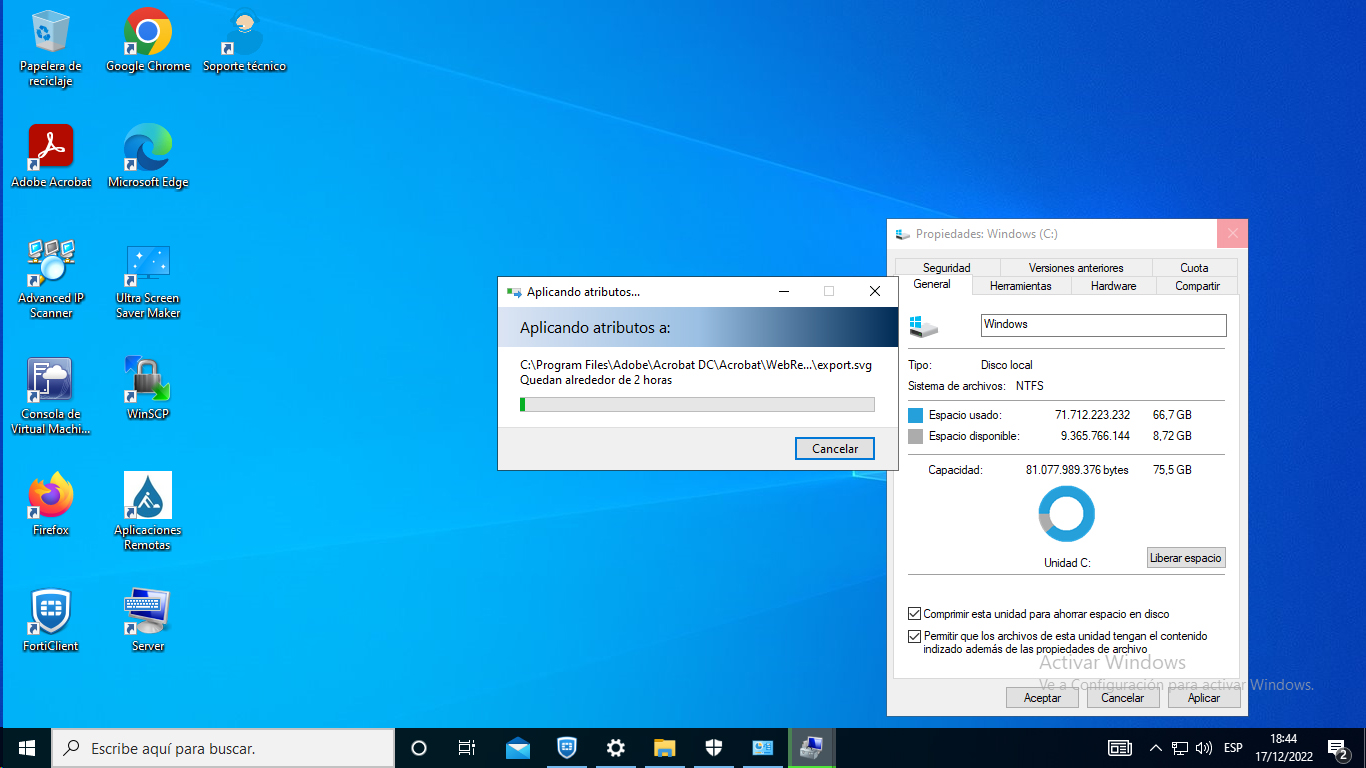 Papelera de
reciclaje
Google Chrome
Soporte técnico
Adobe Acrobat
Microsoft Edge
Advanced IP
Scanner
Ultra Screen
Saver Maker
Consola de
Virtual Machi...
WinSCP
Firefox
Aplicaciones
Remotas
FortiClient
Server
Aplicando atributos...
Aplicando atributos a:
C:\Program Files\Adobe\Acrobat DC\Acrobat\WebRe...\export.svg
Quedan alrededor de 2 horas
Cancelar
Propiedades: Windows (C:)
Seguridad
Versiones anteriores
Cuota
General
Herramientas
Hardware
Compartir
Windows
Tipo: Disco local
Sistema de archivos: NTFS
Espacio usado: 71.712.223.232 66,7 GB
Espacio disponible: 9.365.766.144 8,72 GB
Capacidad: 81.077.989.376 bytes 75,5 GB
Unidad C:
Liberar espacio
Comprimir esta unidad para ahorrar espacio en disco
Permitir que los archivos de esta unidad tengan el contenido
indizado además de las propiedades de archivo
Activar Windows
Ve a Configuración para activar Windows.
Aceptar
Cancelar
Aplicar
Escribe aquí para buscar.
ESP
18:44
17/12/2022
2